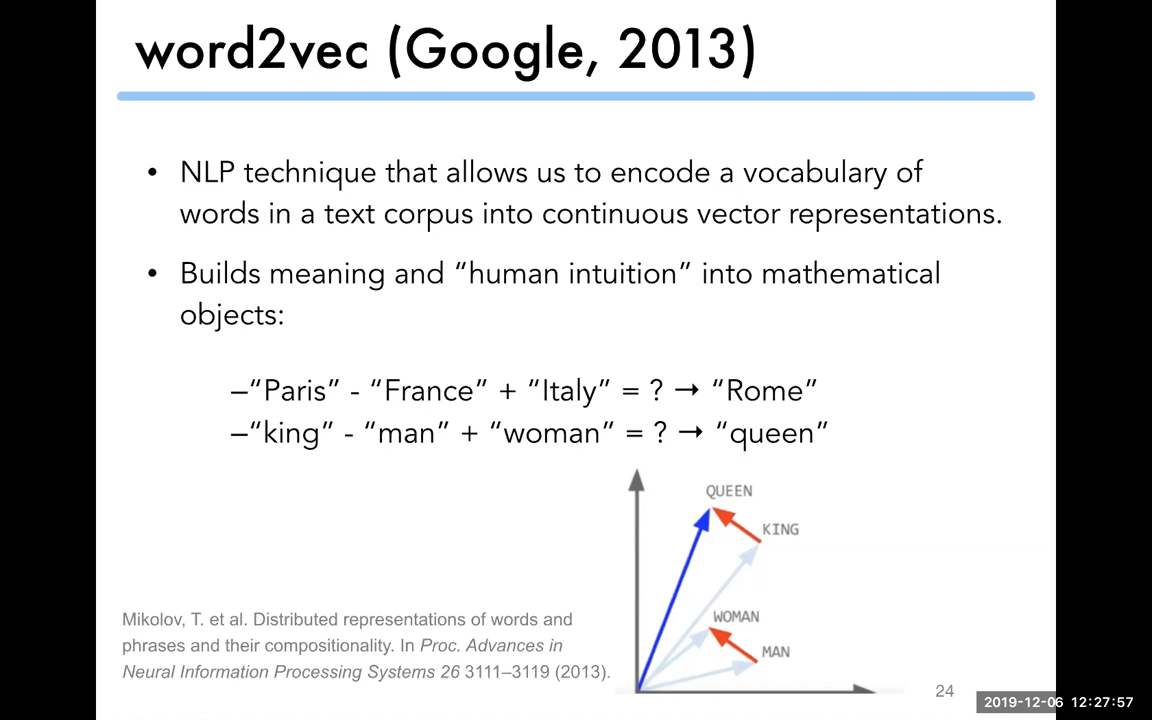 word2vec (Google, 2013)
• NLP technique that allows us to encode a vocabulary of
words in a text corpus into continuous vector representations.
• Builds meaning and “human intuition” into mathematical
objects:
–“Paris” - “France” + “Italy” = ? → “Rome”
–“king” - “man” + “woman” = ? → “queen”
QUEEN
KING
WOMAN
MAN
Mikolov, T. et al. Distributed representations of words and
phrases and their compositionality. In Proc. Advances in
Neural Information Processing Systems 26 3111–3119 (2013).
24
2019-12-06 12:27:57